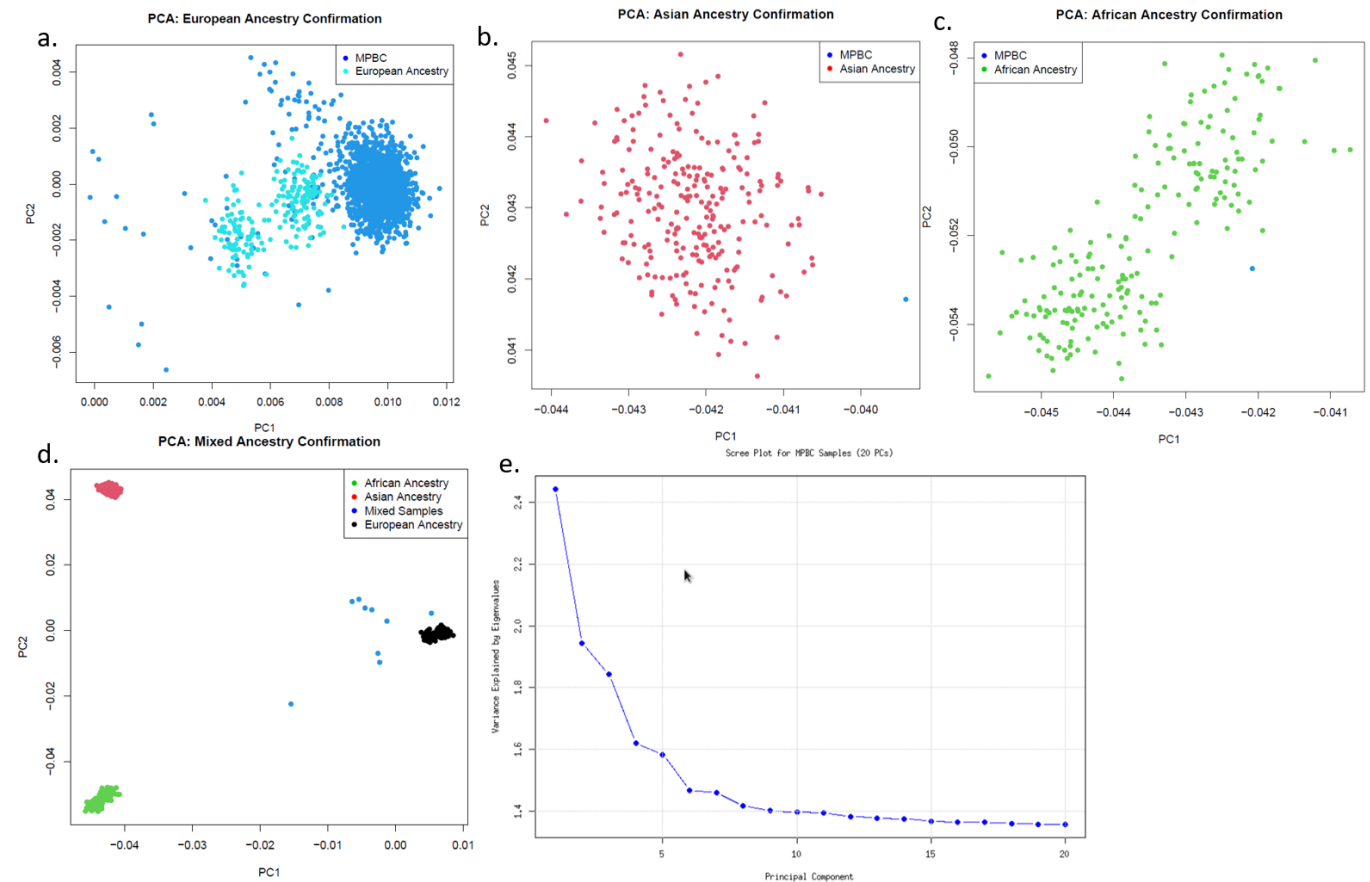 a.
PCA: European Ancestry Confirmation
MPBC
European Ancestry
PC2
0.004
0.002
0.000
−0.002
−0.004
−0.006
0.000
0.002
0.004
0.006
0.008
0.010
0.012
PC1
b.
PCA: Asian Ancestry Confirmation
MPBC
Asian Ancestry
PC2
0.045
0.044
0.043
0.042
0.041
−0.044
−0.043
−0.042
−0.041
−0.040
PC1
c.
PCA: African Ancestry Confirmation
MPBC
African Ancestry
PC2
−0.048
−0.050
−0.052
−0.054
−0.045
−0.044
−0.043
−0.042
−0.041
PC1
d.
PCA: Mixed Ancestry Confirmation
African Ancestry
Asian Ancestry
Mixed Samples
European Ancestry
PC2
0.04
0.02
0.00
−0.02
−0.04
−0.04
−0.03
−0.02
−0.01
0.00
0.01
PC1
e.
Scree Plot for MPBC Samples (20 PCs)
Variance Explained by Eigenvalues
2.4
2.2
2.0
1.8
1.6
1.4
5
10
15
20
Principal Component